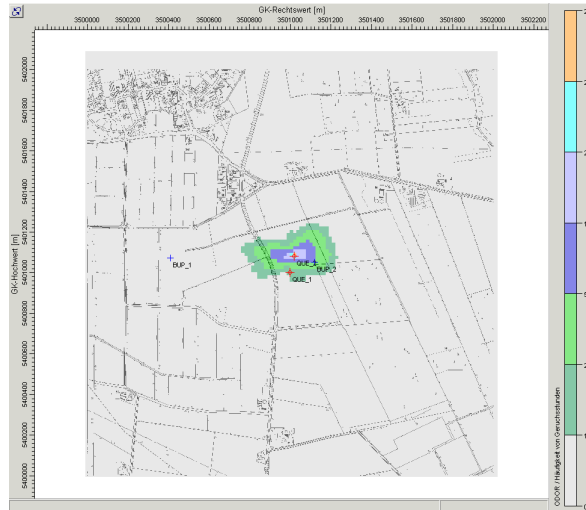 GK-Rechtswert [m]
3500000 3500200 3500400 3500600 3500800 3501000 3501200 3501400 3501600 3501800 3502000 3502200
GK-Hochwert [m]
5402000
5401800
5401600
5401400
5401200
5401000
5400800
5400600
5400400
5400200
5400000
BUP_1
QUE_2
BUP_2
QUE_1
ODOR / Häufigkeit von Geruchsstunden